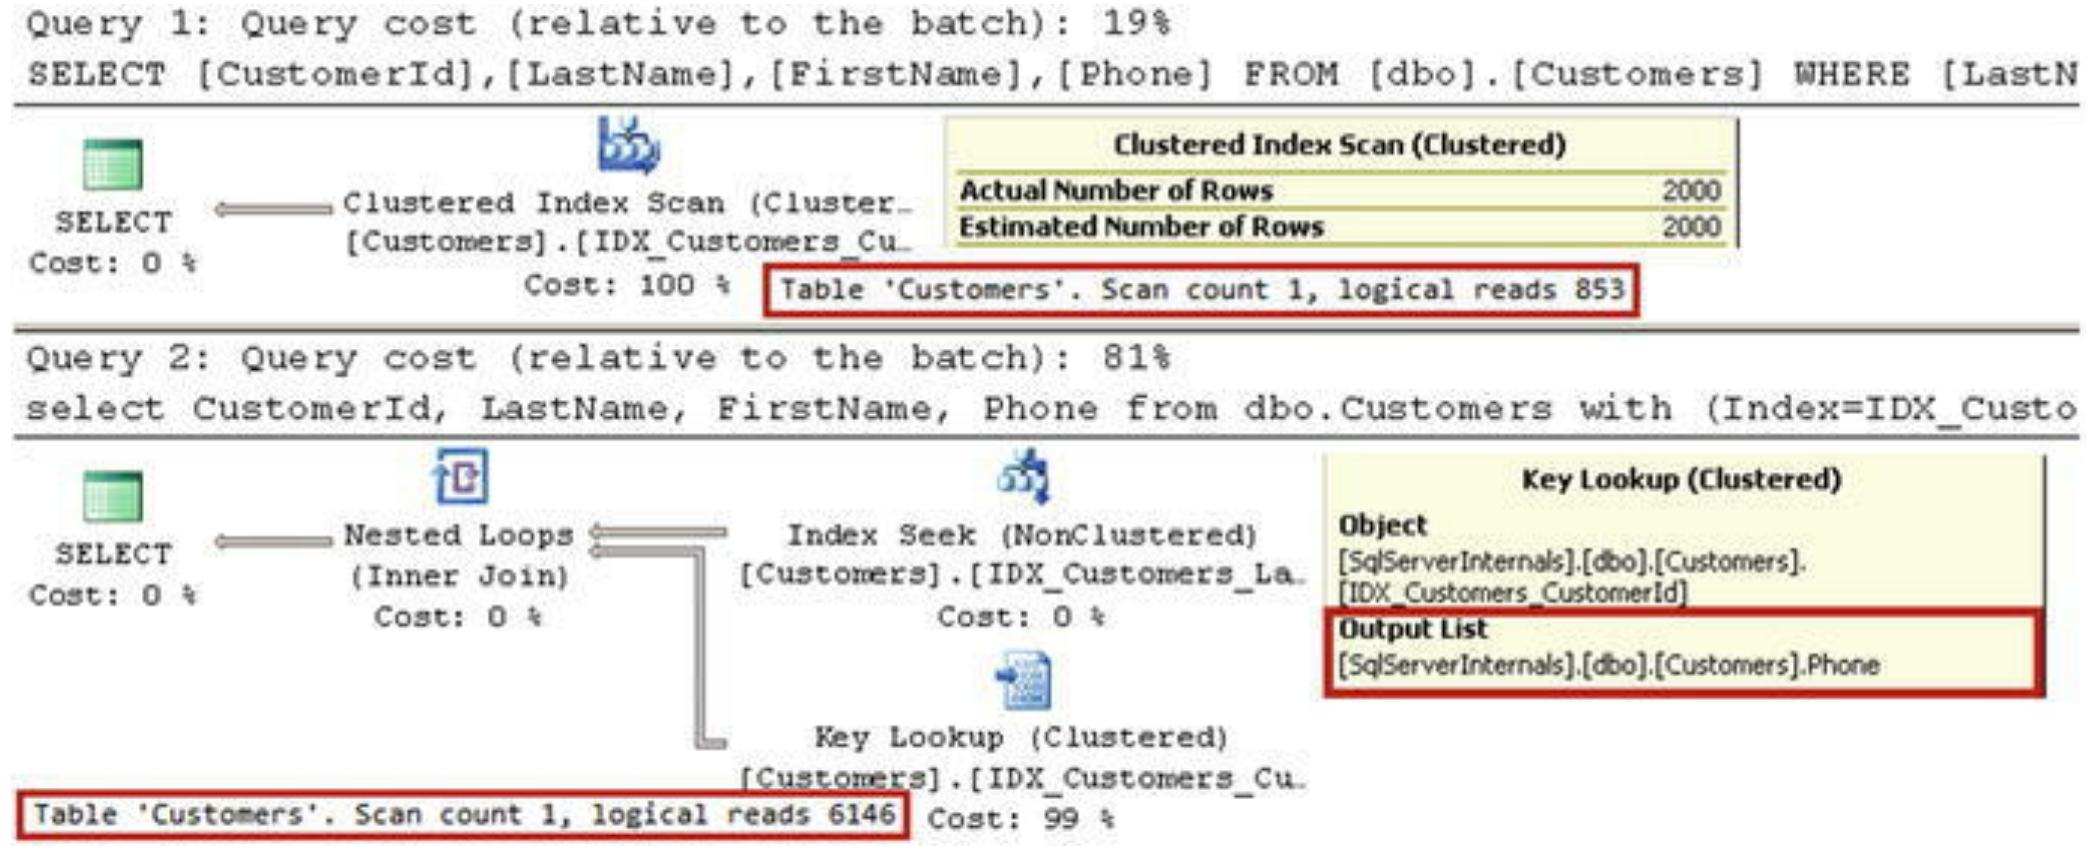 Query 1: Query cost (relative to the batch): 19%
SELECT [CustomerId],[LastName],[FirstName],[Phone] FROM [dbo].[Customers] WHERE [LastN
SELECT
Cost: 0 %
Clustered Index Scan (Cluster…
[Customers].[IDX_Customers_Cu…
Cost: 100 %
Clustered Index Scan (Clustered)
Actual Number of Rows 2000
Estimated Number of Rows 2000
Table 'Customers'. Scan count 1, logical reads 853
Query 2: Query cost (relative to the batch): 81%
select CustomerId, LastName, FirstName, Phone from dbo.Customers with (Index=IDX_Custo
SELECT
Cost: 0 %
Nested Loops
(Inner Join)
Cost: 0 %
Index Seek (NonClustered)
[Customers].[IDX_Customers_La…
Cost: 0 %
Key Lookup (Clustered)
[Customers].[IDX_Customers_Cu…
Cost: 99 %
Key Lookup (Clustered)
Object
[SqlServerInternals].[dbo].[Customers].
[IDX_Customers_CustomerId]
Output List
[SqlServerInternals].[dbo].[Customers].Phone
Table 'Customers'. Scan count 1, logical reads 6146